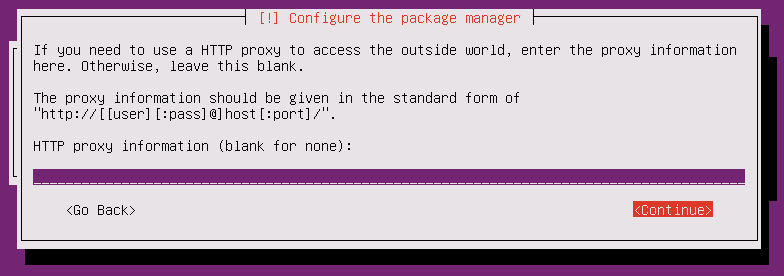 [!] Configure the package manager
If you need to use a HTTP proxy to access the outside world, enter the proxy information
here. Otherwise, leave this blank.
The proxy information should be given in the standard form of
"http://[[user][:pass]@]host[:port]/".
HTTP proxy information (blank for none):
<Go Back> <Continue>